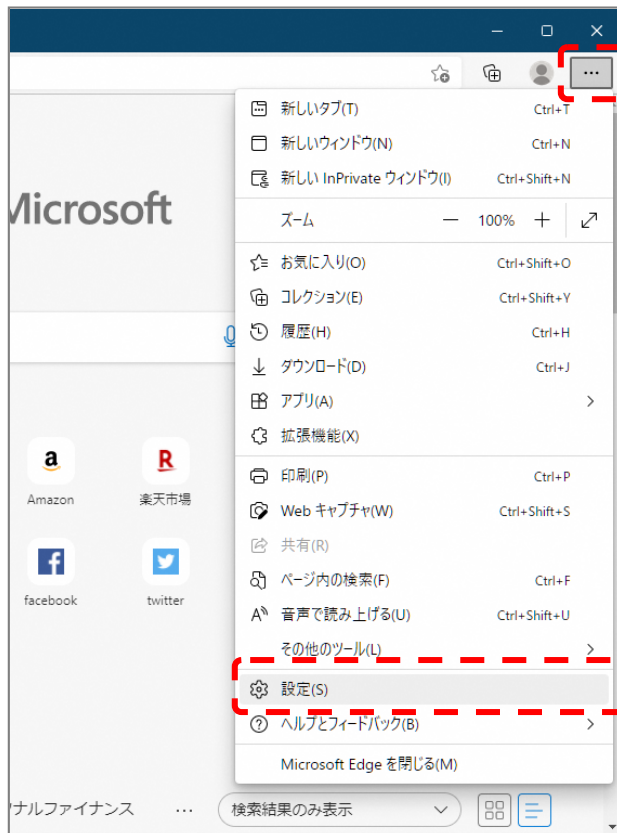 Microsoft
新しいタブ(T) Ctrl+T
新しいウィンドウ(N) Ctrl+N
新しい InPrivate ウィンドウ(I) Ctrl+Shift+N
ズーム 100%
お気に入り(O) Ctrl+Shift+O
コレクション(E) Ctrl+Shift+Y
履歴(H) Ctrl+H
ダウンロード(D) Ctrl+J
アプリ(A)
拡張機能(X)
印刷(P) Ctrl+P
Web キャプチャ(W) Ctrl+Shift+S
共有(R)
ページ内の検索(F) Ctrl+F
音声で読み上げる(U) Ctrl+Shift+U
その他のツール(L)
設定(S)
ヘルプとフィードバック(B)
Microsoft Edge を閉じる(M)
a R
Amazon 楽天市場
facebook twitter
ナルファイナンス ... 検索結果のみ表示